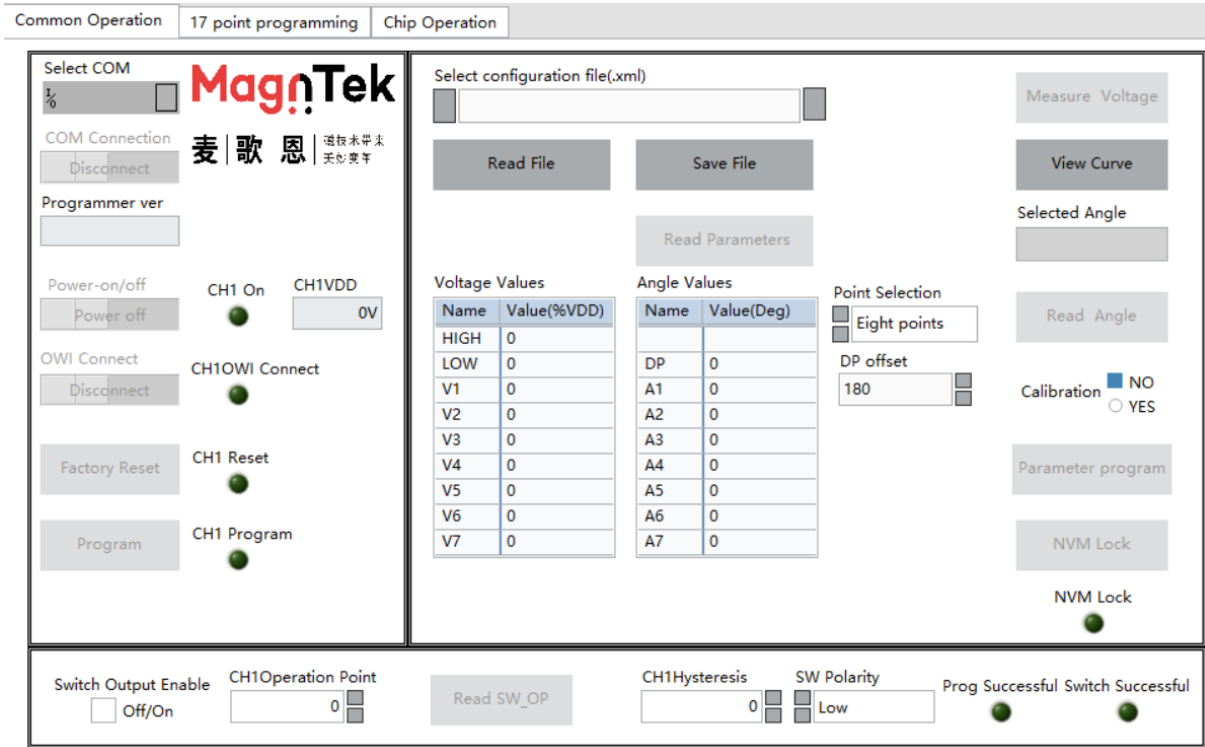 Common Operation
17 point programming
Chip Operation
Select COM
I/O
MagnTek
麦 歌 恩
COM Connection
Disconnect
Programmer ver
Power-on/off
Power off
CH1 On
CH1VDD
0V
OWI Connect
Disconnect
CH1OWI Connect
Factory Reset
CH1 Reset
Program
CH1 Program
Select configuration file(.xml)
Read File
Save File
Read Parameters
Voltage Values
Name Value(%VDD)
HIGH 0
LOW 0
V1 0
V2 0
V3 0
V4 0
V5 0
V6 0
V7 0
Angle Values
Name Value(Deg)
DP 0
A1 0
A2 0
A3 0
A4 0
A5 0
A6 0
A7 0
Point Selection
Eight points
DP offset
180
Measure Voltage
View Curve
Selected Angle
Read Angle
Calibration
NO
YES
Parameter program
NVM Lock
NVM Lock
Switch Output Enable
Off/On
CH1Operation Point
0
Read SW_OP
CH1Hysteresis
0
SW Polarity
Low
Prog Successful
Switch Successful